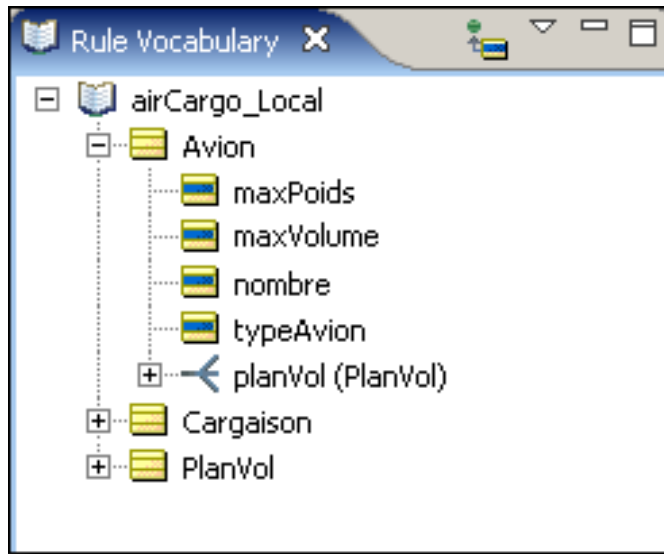 Rule Vocabulary
airCargo_Local
Avion
maxPoids
maxVolume
nombre
typeAvion
planVol (PlanVol)
Cargaison
PlanVol